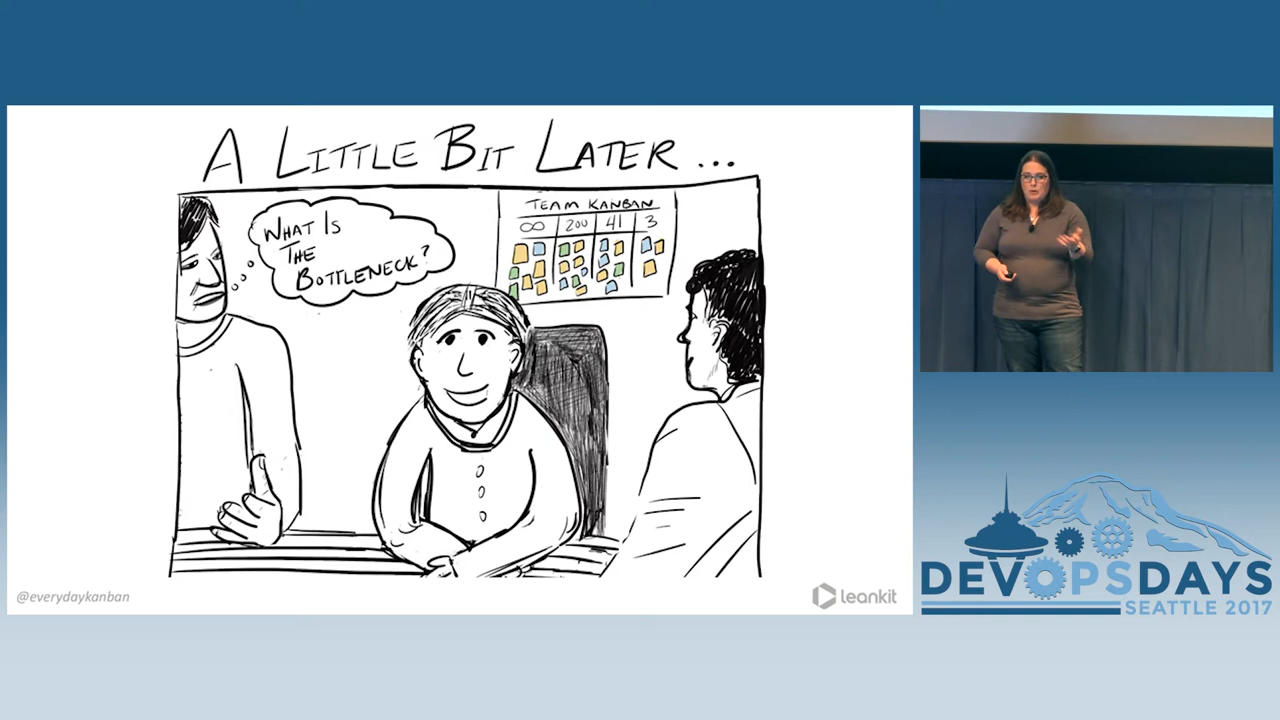 A LITTLE BIT LATER ...
WHAT IS
THE
BOTTLENECK?
TEAM KANBAN
∞ 200 41 3
@everydaykanban
leankit
DEVOPSDAYS
SEATTLE 2017